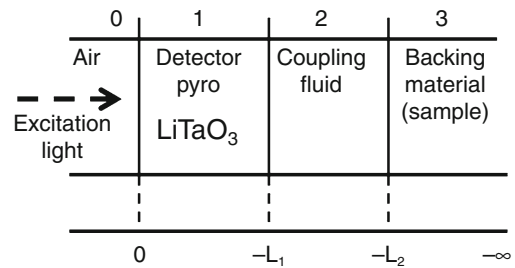 0 1 2 3
Air Detector Coupling Backing
pyro fluid material
(sample)
Excitation LiTaO₃
light
0 –L₁ –L₂ –∞